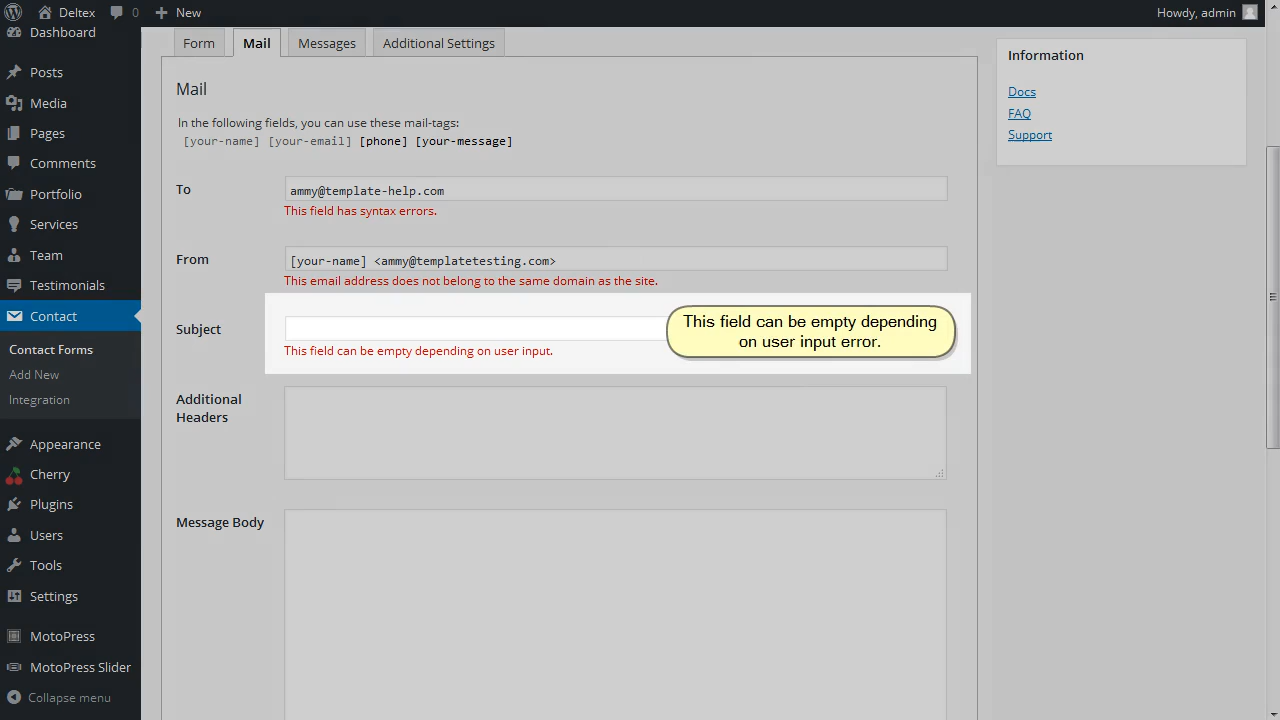 Deltex 0 New Howdy, admin
Dashboard
Posts
Media
Pages
Comments
Portfolio
Services
Team
Testimonials
Contact
Contact Forms
Add New
Integration
Appearance
Cherry
Plugins
Users
Tools
Settings
MotoPress
MotoPress Slider
Collapse menu
Form Mail Messages Additional Settings
Mail
In the following fields, you can use these mail-tags:
[your-name] [your-email] [phone] [your-message]
To ammy@template-help.com
This field has syntax errors.
From [your-name] <ammy@templatetesting.com>
This email address does not belong to the same domain as the site.
Subject
This field can be empty depending on user input.
This field can be empty depending
on user input error.
Additional
Headers
Message Body
Information
Docs
FAQ
Support